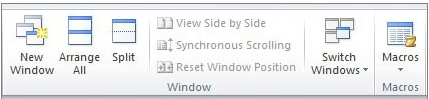 New Window
Arrange All
Split
View Side by Side
Synchronous Scrolling
Reset Window Position
Switch Windows
Macros
Window
Macros